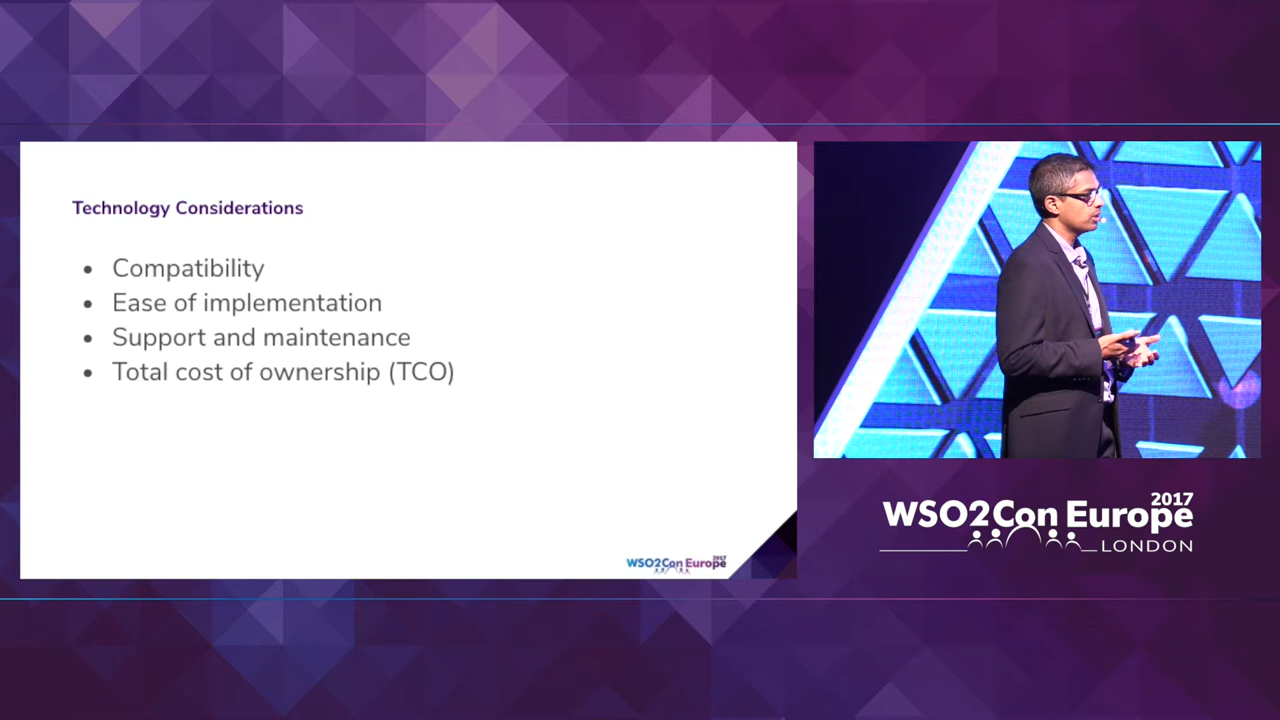 Technology Considerations
• Compatibility
• Ease of implementation
• Support and maintenance
• Total cost of ownership (TCO)
WSO2Con Europe 2017
WSO2Con Europe 2017
LONDON